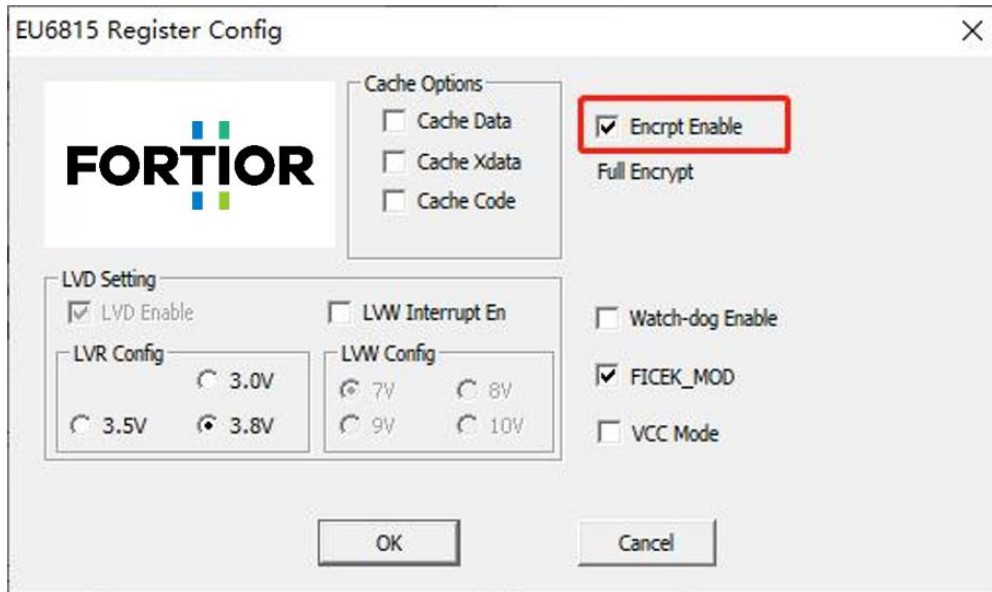 EU6815 Register Config
FORTIOR
Cache Options
Cache Data
Cache Xdata
Cache Code
Encrpt Enable
Full Encrypt
LVD Setting
LVD Enable
LVW Interrupt En
LVR Config
3.0V
3.5V 3.8V
LVW Config
7V 8V
9V 10V
Watch-dog Enable
FICEK_MOD
VCC Mode
OK Cancel